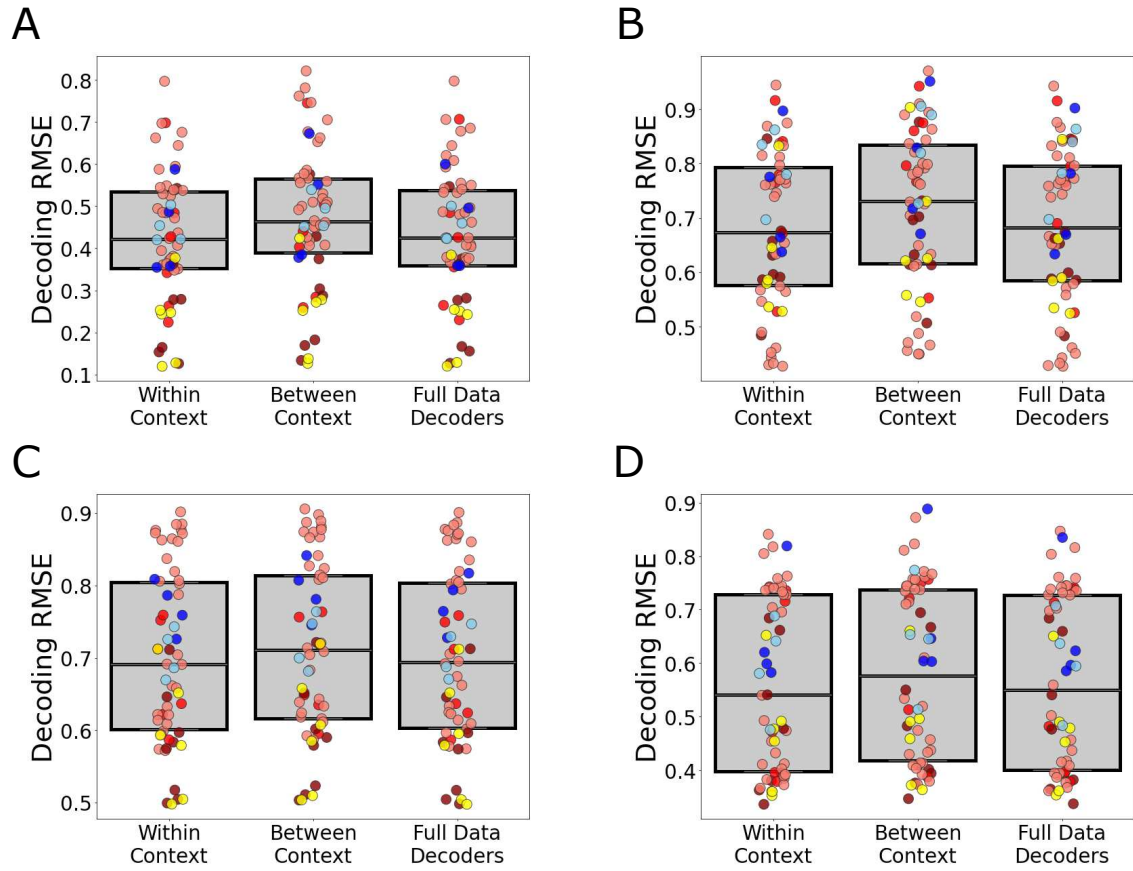 A
Decoding RMSE
0.8
0.7
0.6
0.5
0.4
0.3
0.2
0.1
Within
Context
Between
Context
Full Data
Decoders
B
Decoding RMSE
0.9
0.8
0.7
0.6
0.5
Within
Context
Between
Context
Full Data
Decoders
C
Decoding RMSE
0.9
0.8
0.7
0.6
0.5
Within
Context
Between
Context
Full Data
Decoders
D
Decoding RMSE
0.9
0.8
0.7
0.6
0.5
0.4
Within
Context
Between
Context
Full Data
Decoders